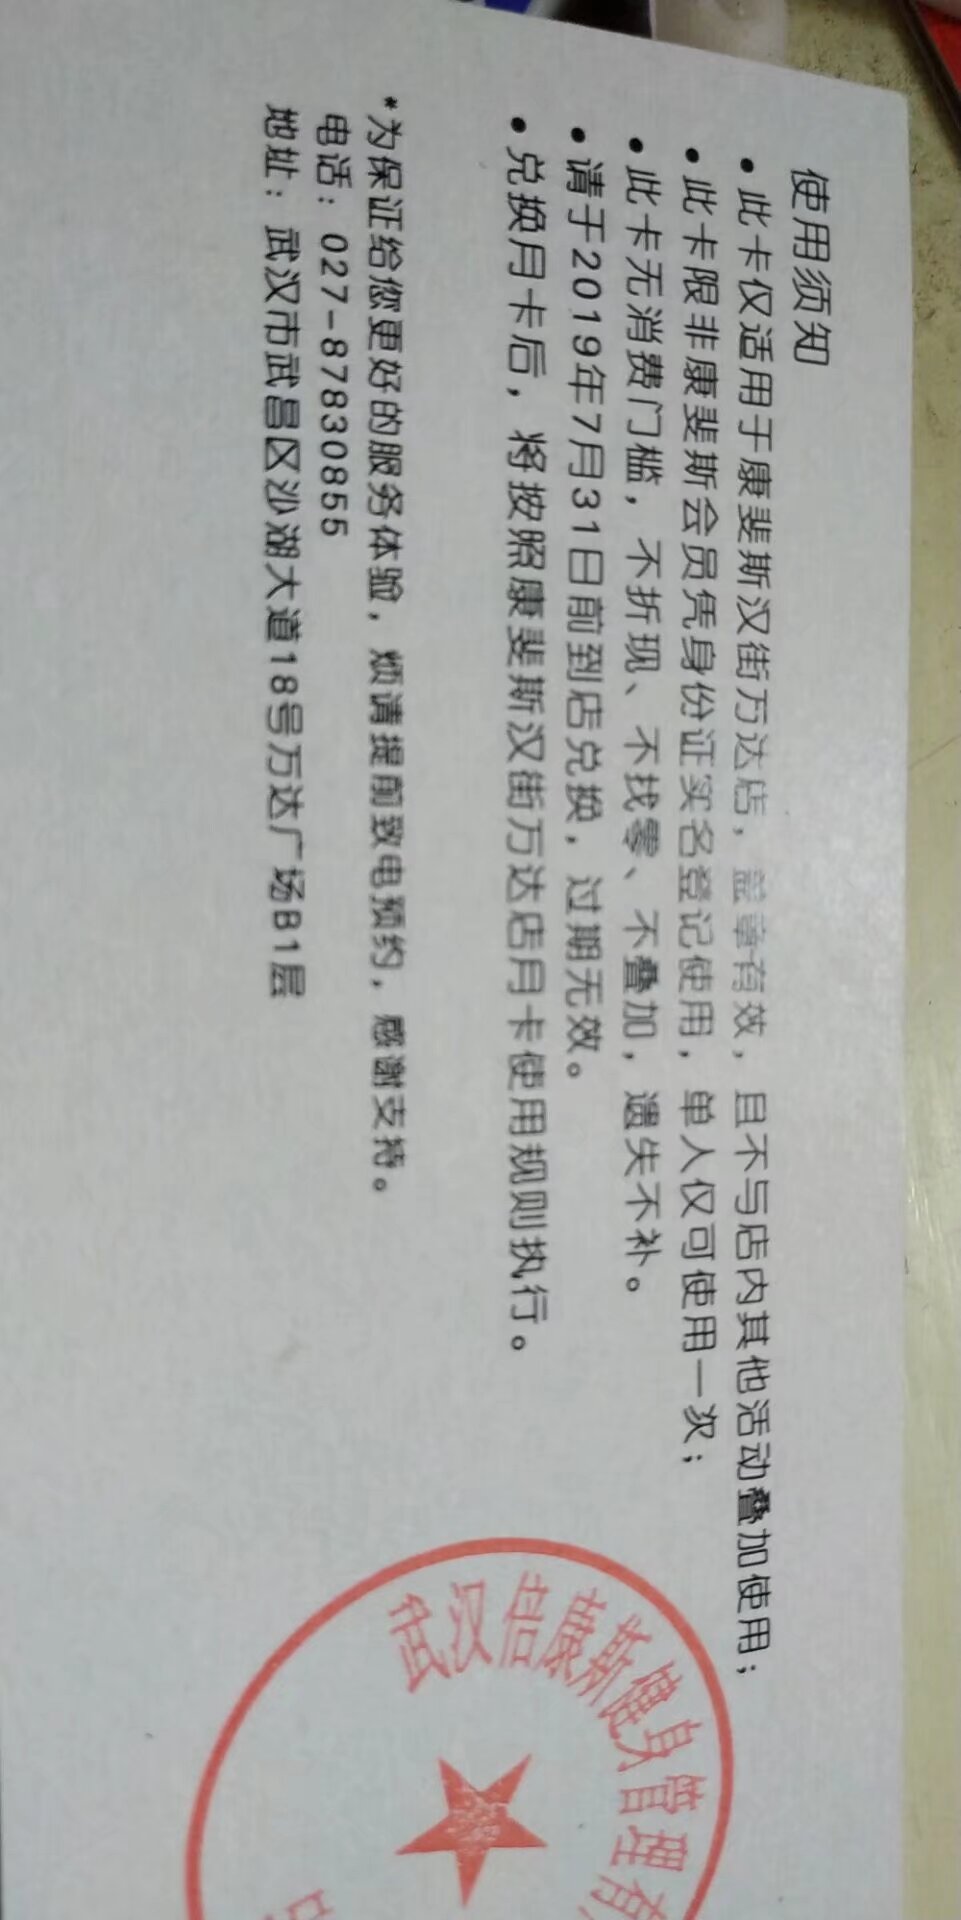 使用须知
• 此卡仅适用于康斐斯汉街万达店，盖章有效，且不与店内其他活动叠加使用；
• 此卡限非康斐斯会员凭身份证实名登记使用，单人仅可使用一次；
• 此卡无消费门槛，不折现、不找零、不叠加，遗失不补。
• 请于2019年7月31日前到店兑换，过期无效。
• 兑换月卡后，将按照康斐斯汉街万达店月卡使用规则执行。
*为保证给您更好的服务体验，烦请提前致电预约，感谢支持。
电话：027-87830855
地址：武汉市武昌区沙湖大道18号万达广场B1层
武汉倍康斯健身管理有